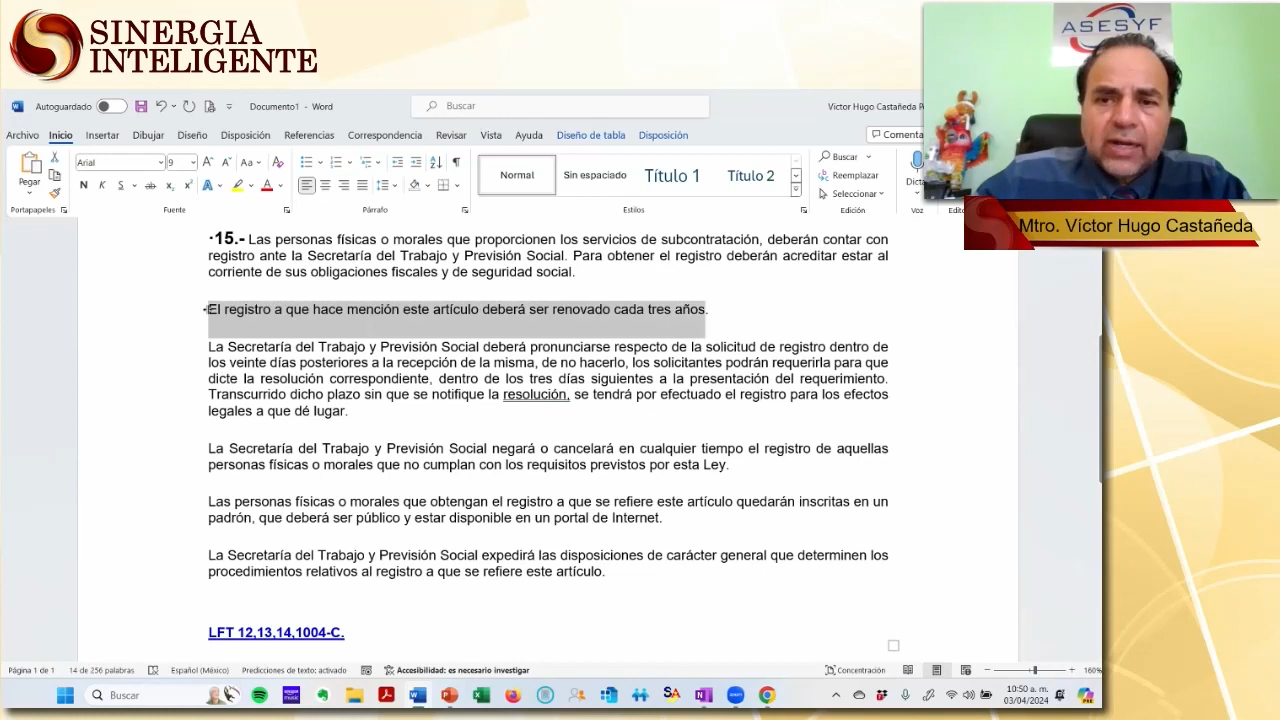 SINERGIA
INTELIGENTE
ASESYF
Mtro. Víctor Hugo Castañeda
Autoguardado
Documento1 - Word
Buscar
Victor Hugo Castañeda
Archivo Inicio Insertar Dibujar Diseño Disposición Referencias Correspondencia Revisar Vista Ayuda Diseño de tabla Disposición
Pegar
Arial 9
N K S ab x₂ x²
Normal
Sin espaciado
Título 1
Título 2
Buscar
Reemplazar
Seleccionar
Portapapeles
Fuente
Párrafo
Estilos
Edición
Voz
·15.- Las personas físicas o morales que proporcionen los servicios de subcontratación, deberán contar con
registro ante la Secretaría del Trabajo y Previsión Social. Para obtener el registro deberán acreditar estar al
corriente de sus obligaciones fiscales y de seguridad social.
El registro a que hace mención este artículo deberá ser renovado cada tres años.
La Secretaría del Trabajo y Previsión Social deberá pronunciarse respecto de la solicitud de registro dentro de
los veinte días posteriores a la recepción de la misma, de no hacerlo, los solicitantes podrán requerirla para que
dicte la resolución correspondiente, dentro de los tres días siguientes a la presentación del requerimiento.
Transcurrido dicho plazo sin que se notifique la resolución, se tendrá por efectuado el registro para los efectos
legales a que dé lugar.
La Secretaría del Trabajo y Previsión Social negará o cancelará en cualquier tiempo el registro de aquellas
personas físicas o morales que no cumplan con los requisitos previstos por esta Ley.
Las personas físicas o morales que obtengan el registro a que se refiere este artículo quedarán inscritas en un
padrón, que deberá ser público y estar disponible en un portal de Internet.
La Secretaría del Trabajo y Previsión Social expedirá las disposiciones de carácter general que determinen los
procedimientos relativos al registro a que se refiere este artículo.
LFT 12,13,14,1004-C.
Página 1 de 1 14 de 256 palabras Español (México) Predicciones de texto: activado Accesibilidad: es necesario investigar Concentración 160%
Buscar
10:50 a. m.
03/04/2024